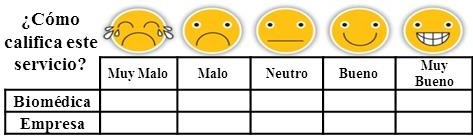 ¿Cómo
califica este
servicio?
Muy Malo
Malo
Neutro
Bueno
Muy
Bueno
Biomédica
Empresa